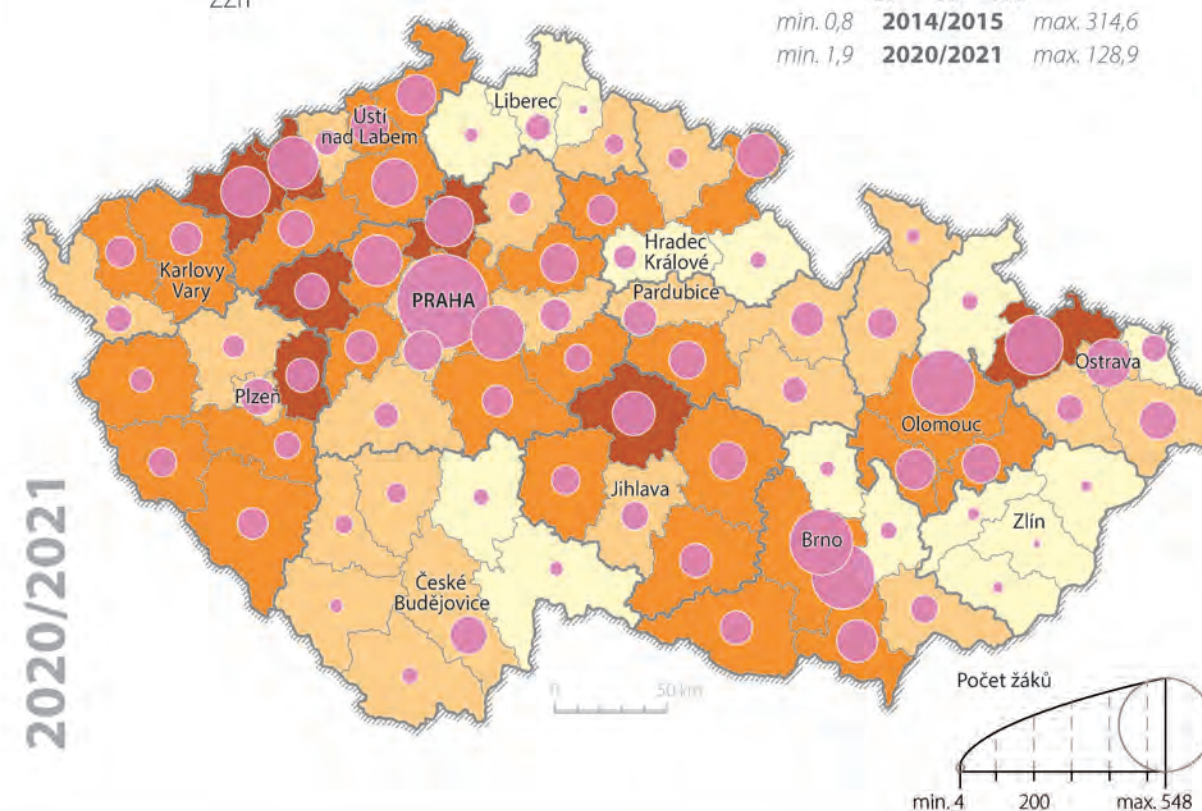 min. 0,8 2014/2015 max. 314,6
min. 1,9 2020/2021 max. 128,9
Liberec
Ústí
nad Labem
Karlovy
Vary
PRAHA
Hradec
Králové
Pardubice
Plzeň
Ostrava
Olomouc
Jihlava
Brno
Zlín
České
Budějovice
2020/2021
0 50 km
Počet žáků
min. 4 200 max. 548